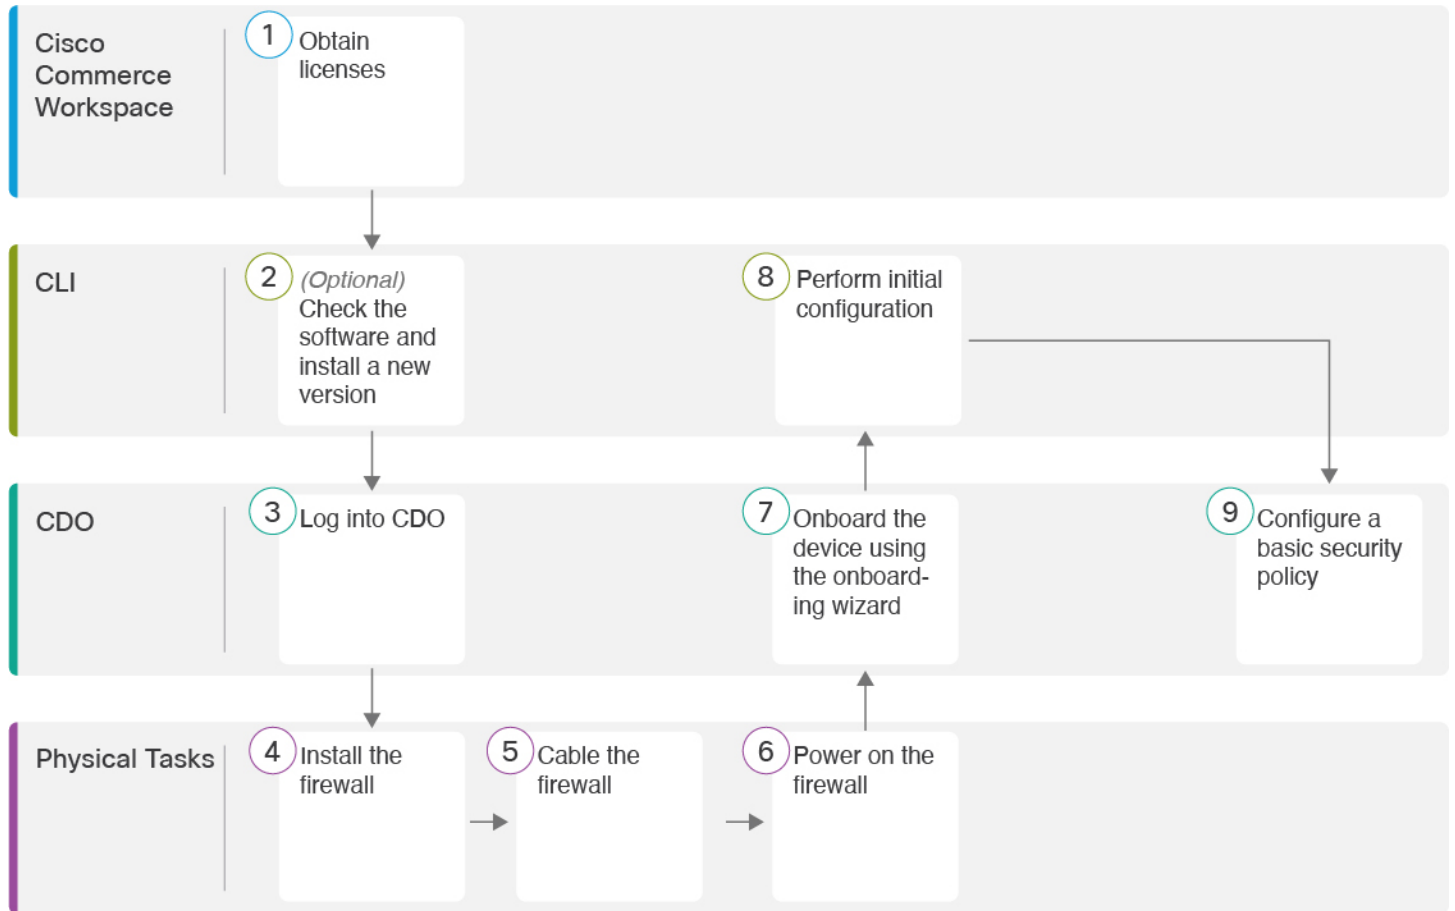 Cisco
Commerce
Workspace
1
Obtain
licenses
CLI
2
(Optional)
Check the
software and
install a new
version
8
Perform initial
configuration
CDO
3
Log into CDO
7
Onboard the
device using
the onboard-
ing wizard
9
Configure a
basic security
policy
Physical Tasks
4
Install the
firewall
5
Cable the
firewall
6
Power on the
firewall